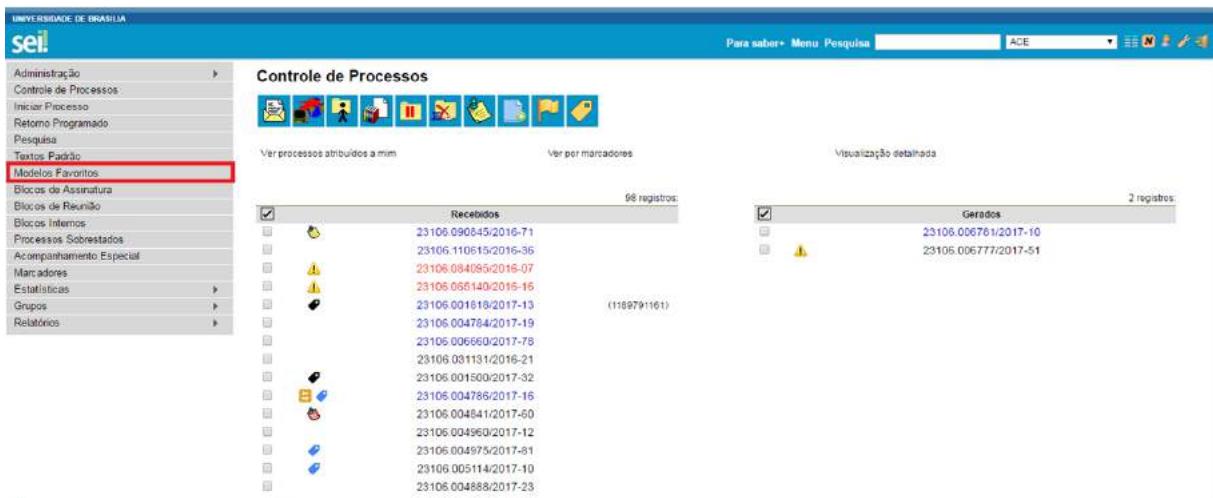 UNIVERSIDADE DE BRASÍLIA
sei!
Para saber+ Menu Pesquisa ACE
Administração
Controle de Processos
Iniciar Processo
Retorno Programado
Pesquisa
Textos Padrão
Modelos Favoritos
Blocos de Assinatura
Blocos de Reunião
Blocos Internos
Processos Sobrestados
Acompanhamento Especial
Marcadores
Estatísticas
Grupos
Relatórios
Controle de Processos
Ver processos atribuídos a mim Ver por marcadores Visualização detalhada
98 registros:
Recebidos
23106.090845/2016-71
23106.110615/2016-36
23106.084095/2016-07
23106.065140/2016-16
23106.001818/2017-13 (1189791161)
23106.004784/2017-19
23106.006660/2017-78
23106.031131/2016-21
23106.001500/2017-32
23106.004786/2017-16
23106.004841/2017-60
23106.004960/2017-12
23106.004975/2017-81
23106.005114/2017-10
23106.004888/2017-23
2 registros:
Gerados
23106.006781/2017-10
23106.006777/2017-51